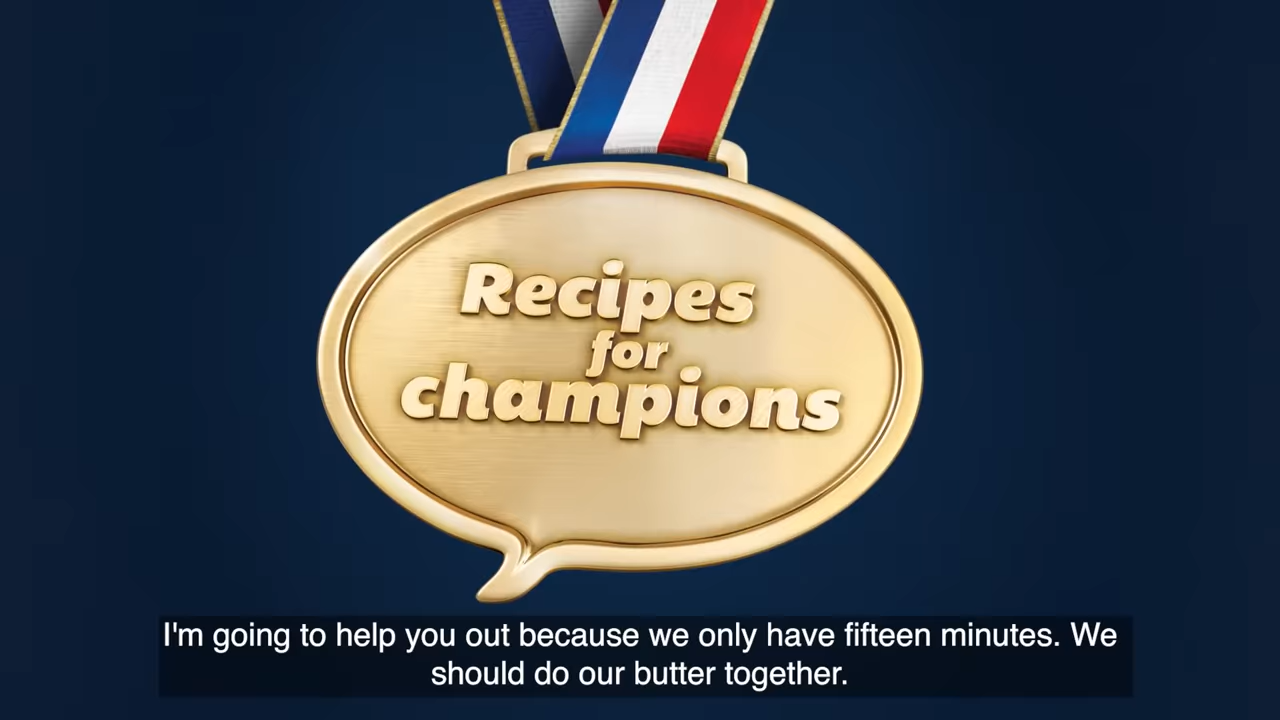 Recipes
for
champions
I'm going to help you out because we only have fifteen minutes. We
should do our butter together.